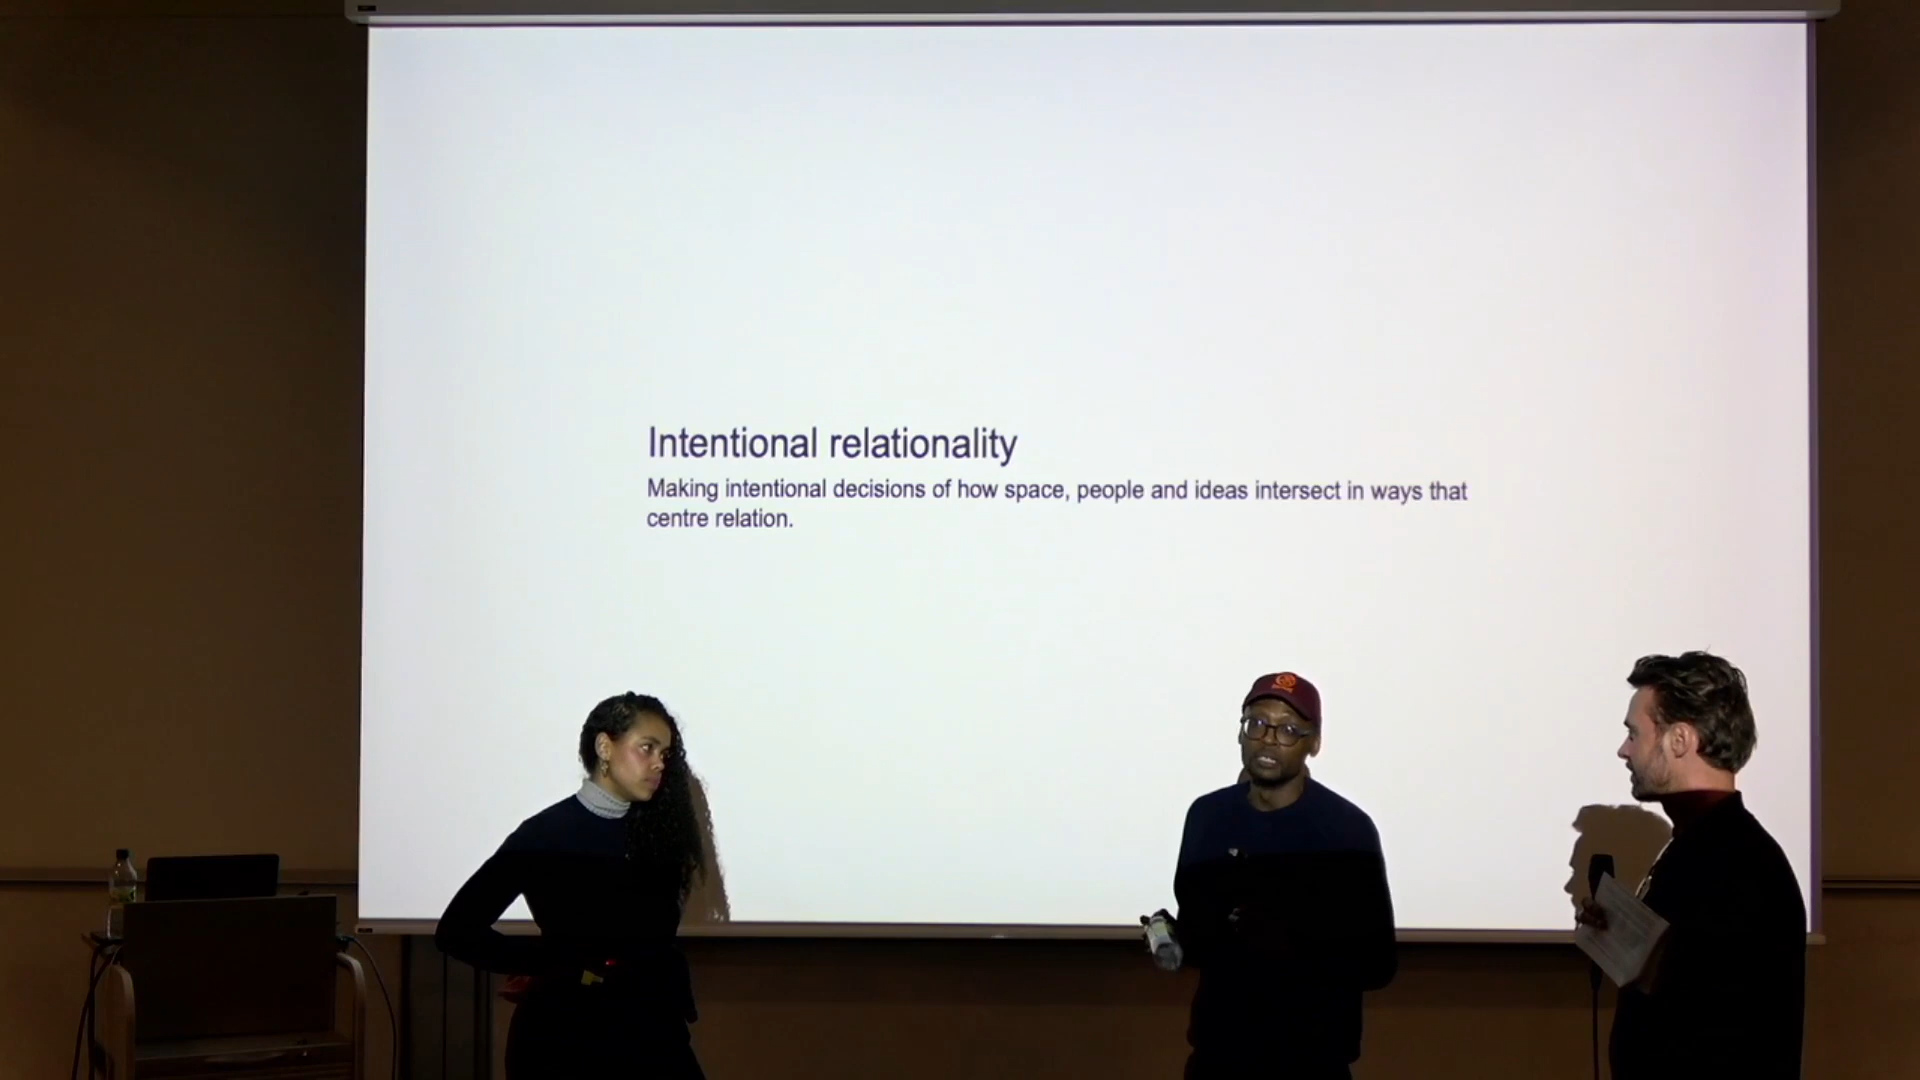 Intentional relationality
Making intentional decisions of how space, people and ideas intersect in ways that
centre relation.